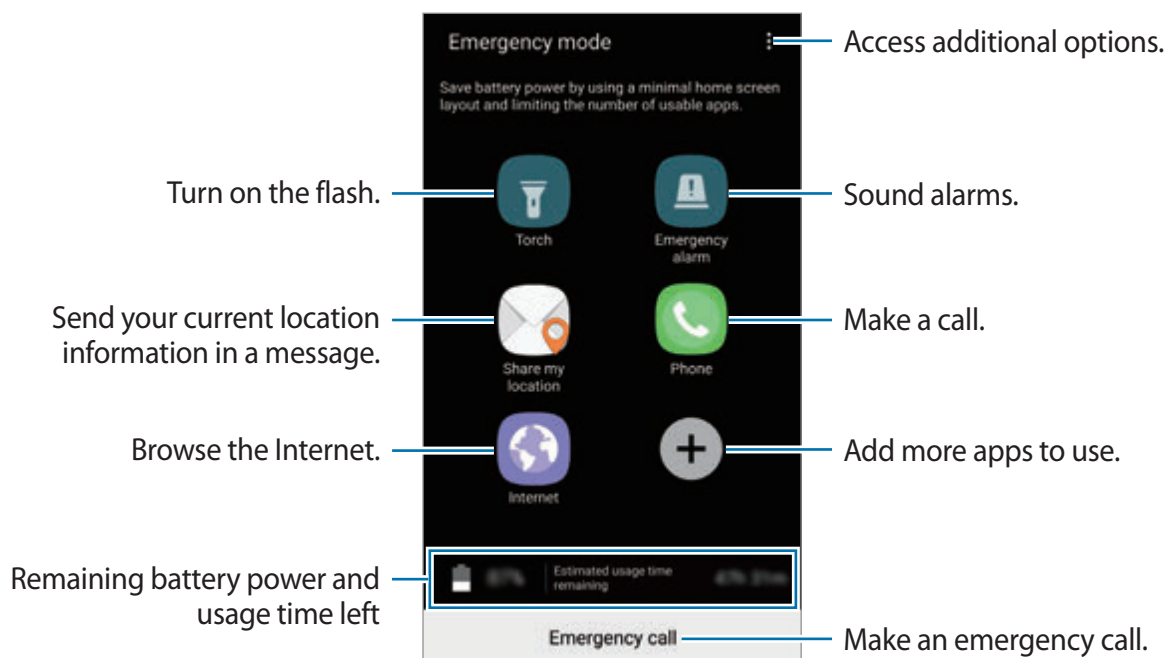 Emergency mode
Access additional options.
Save battery power by using a minimal home screen
layout and limiting the number of usable apps.
Turn on the flash.
Torch
Emergency
alarm
Sound alarms.
Send your current location
information in a message.
Share my
location
Phone
Make a call.
Browse the Internet.
Internet
Add more apps to use.
Remaining battery power and
usage time left
Estimated usage time
remaining
Emergency call
Make an emergency call.